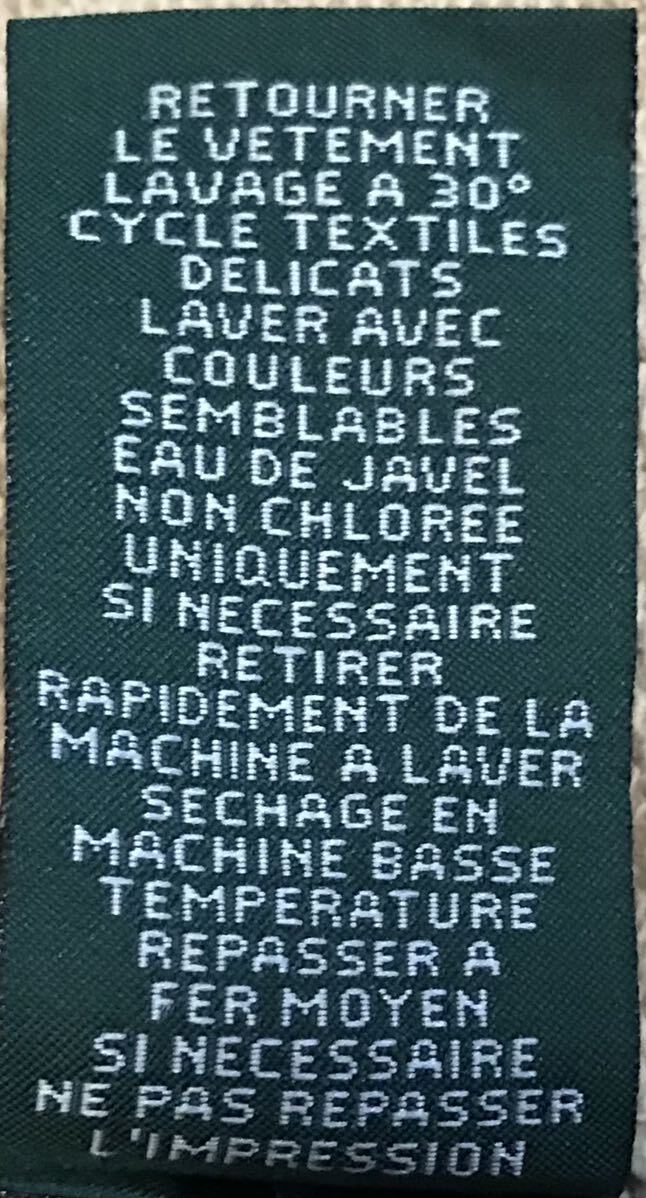 RETOURNER
LE VETEMENT
LAVAGE A 30°
CYCLE TEXTILES
DELICATS
LAVER AVEC
COULEURS
SEMBLABLES
EAU DE JAVEL
NON CHLOREE
UNIQUEMENT
SI NECESSAIRE
RETIRER
RAPIDEMENT DE LA
MACHINE A LAVER
SECHAGE EN
MACHINE BASSE
TEMPERATURE
REPASSER A
FER MOYEN
SI NECESSAIRE
NE PAS REPASSER
L'IMPRESSION